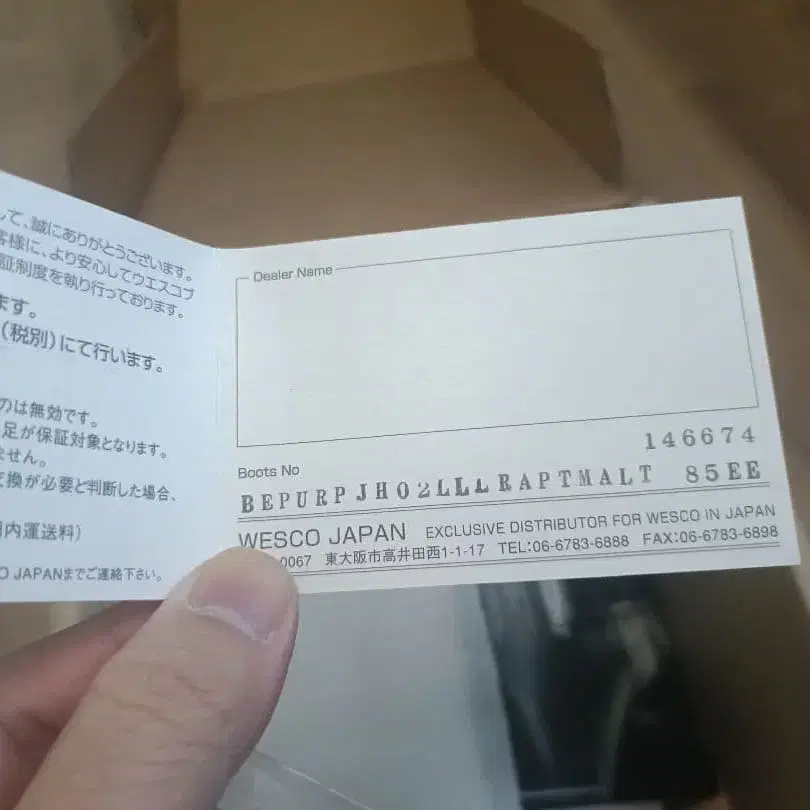 して、誠にありがとうございます。
客様に、より安心してウエスコブ
証制度を執り行っております。
ます。
(税別)にて行います。
のは無効です。
足が保証対象となります。
ません。
交換が必要と判断した場合、
内運送料)
O JAPANまでご連絡下さい。
Dealer Name
146674
Boots No
BEPURPJH02LLLRAPTMALT 85EE
WESCO JAPAN EXCLUSIVE DISTRIBUTOR FOR WESCO IN JAPAN
0067 東大阪市高井田西1-1-17 TEL:06-6783-6888 FAX:06-6783-6898